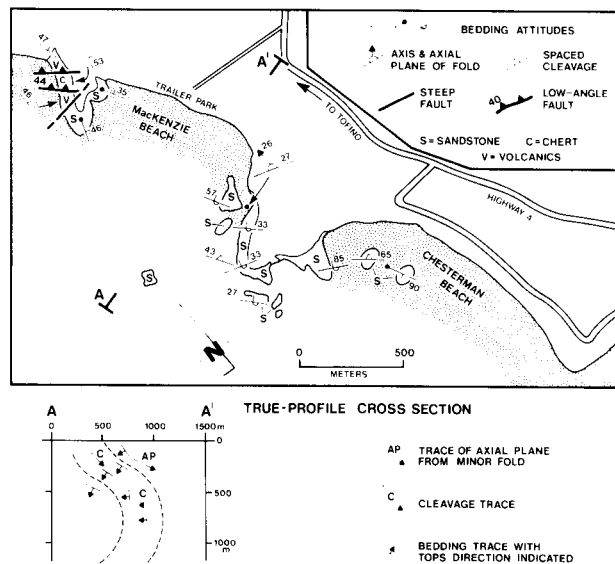 BEDDING ATTITUDES
AXIS & AXIAL
PLANE OF FOLD
SPACED
CLEAVAGE
STEEP
FAULT
40
LOW-ANGLE
FAULT
S=SANDSTONE C=CHERT
V=VOLCANICS
A'
TO TOFINO
HIGHWAY 4
TRAILER PARK
MacKENZIE
BEACH
CHESTERMAN
BEACH
47
V
53
44
C
V
46
S
35
S
46
26
27
57
S
S
33
S
43
33
S
85
65
S
90
27
S
S
A
N
0 500
METERS
A A' TRUE-PROFILE CROSS SECTION
0 500 1000 1500 m
0
500
1000
m
C
AP
C
AP TRACE OF AXIAL PLANE
FROM MINOR FOLD
C CLEAVAGE TRACE
BEDDING TRACE WITH
TOPS DIRECTION INDICATED